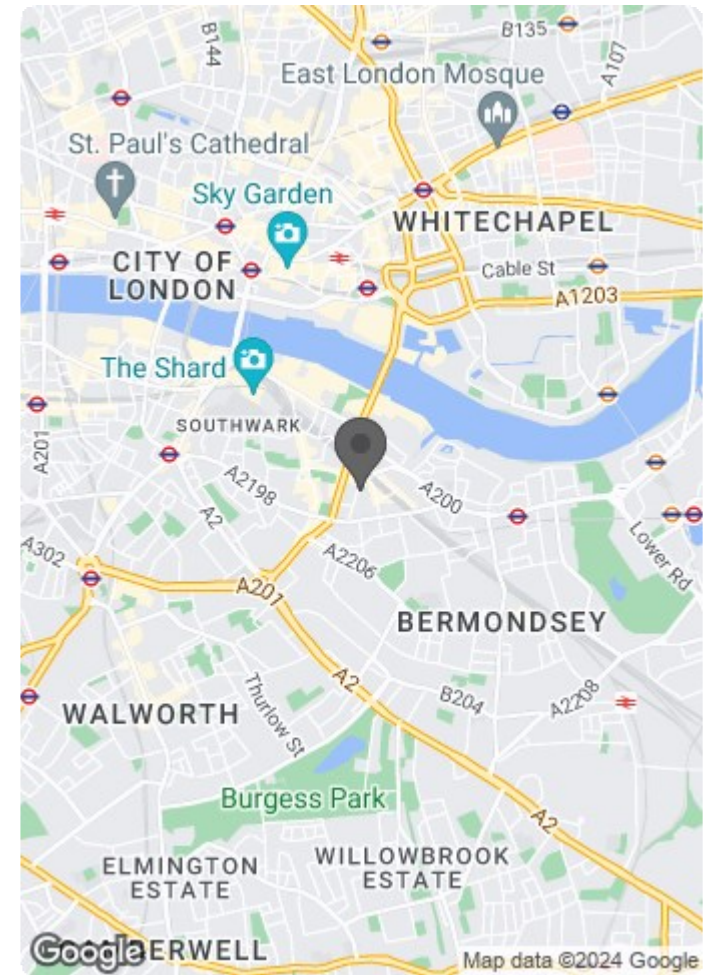 B144
B135
A107
East London Mosque
St. Paul's Cathedral
Sky Garden
WHITECHAPEL
CITY OF
LONDON
Cable St
A1203
The Shard
SOUTHWARK
A201
A2198
A200
A2
A302
A2206
Lower Rd
A201
BERMONDSEY
A2
B204
A2208
Thurlow St
WALWORTH
Burgess Park
A2
ELMINGTON
ESTATE
WILLOWBROOK
ESTATE
Google
Map data ©2024 Google